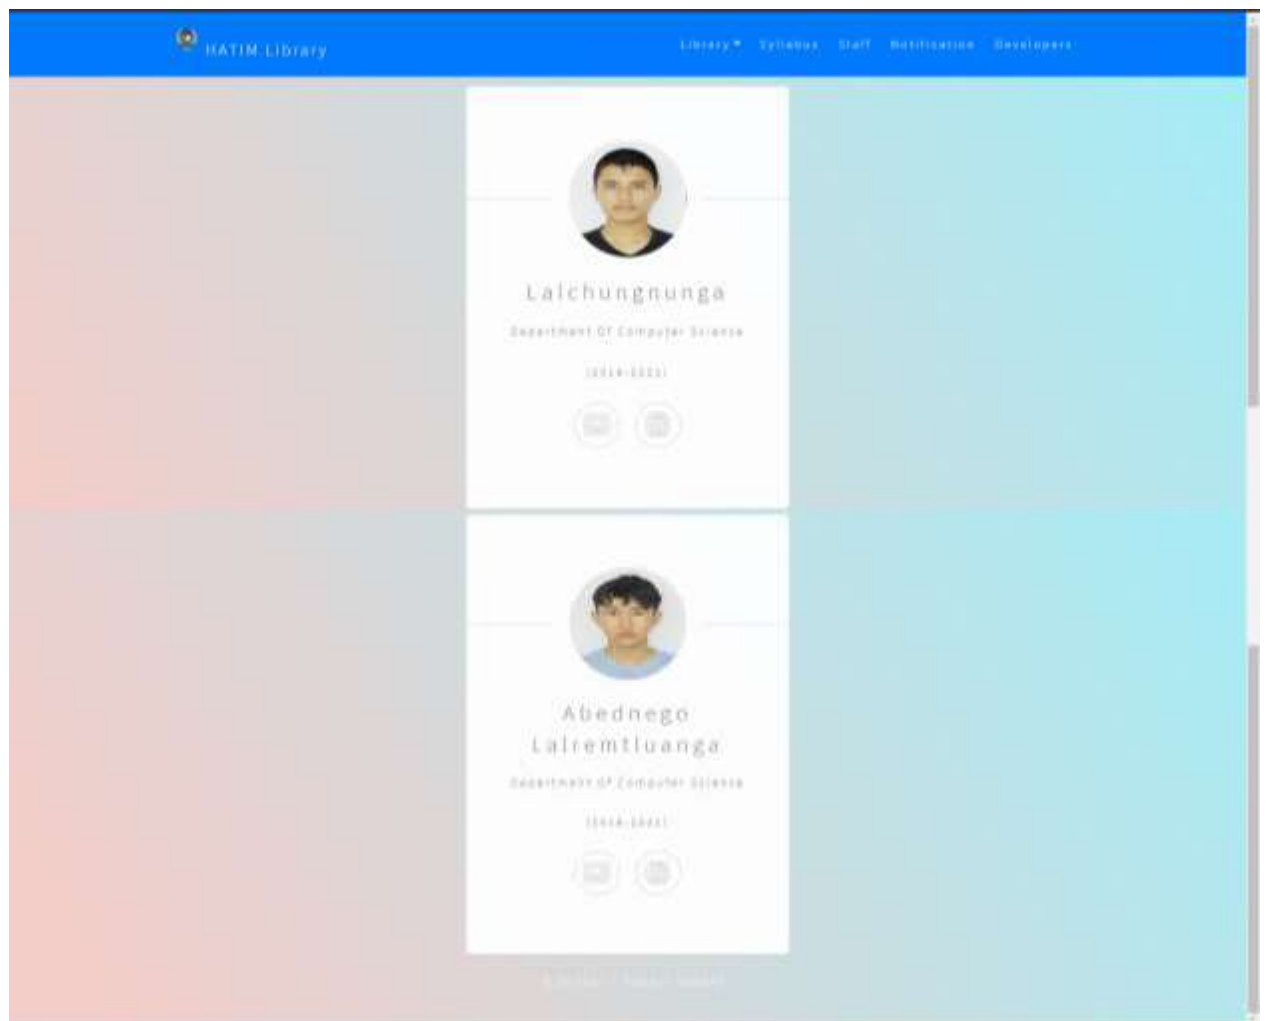 HATIM Library
Library Syllabus Staff Notification Developers
Lalchungnunga
Department Of Computer Science
Abednego
Lalremtluanga
Department Of Computer Science